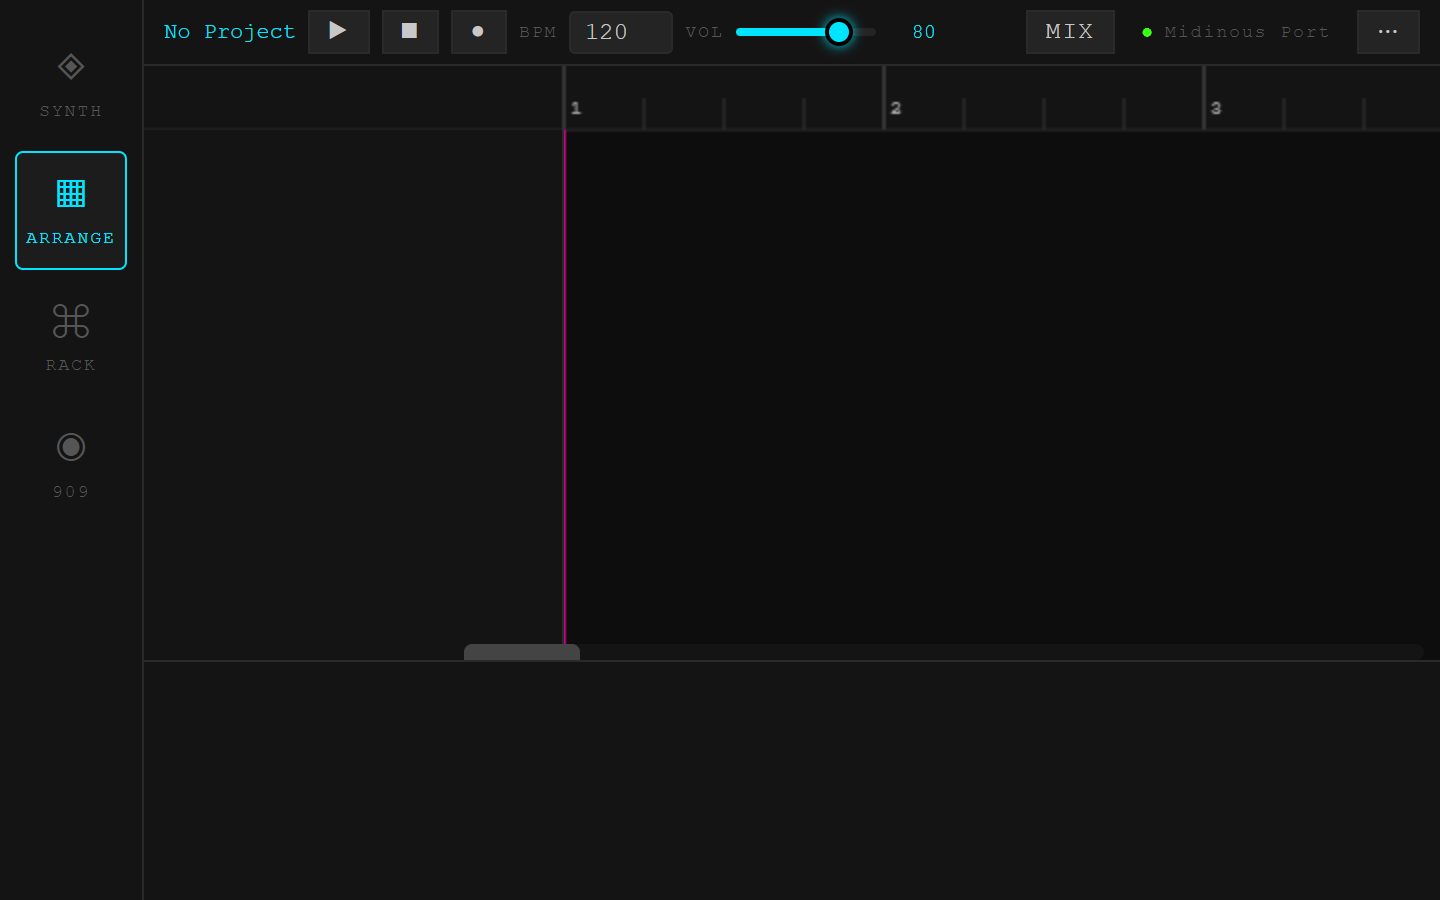 No Project
BPM 120 VOL 80
MIX
Midinous Port
...
SYNTH
ARRANGE
RACK
909
1 2 3